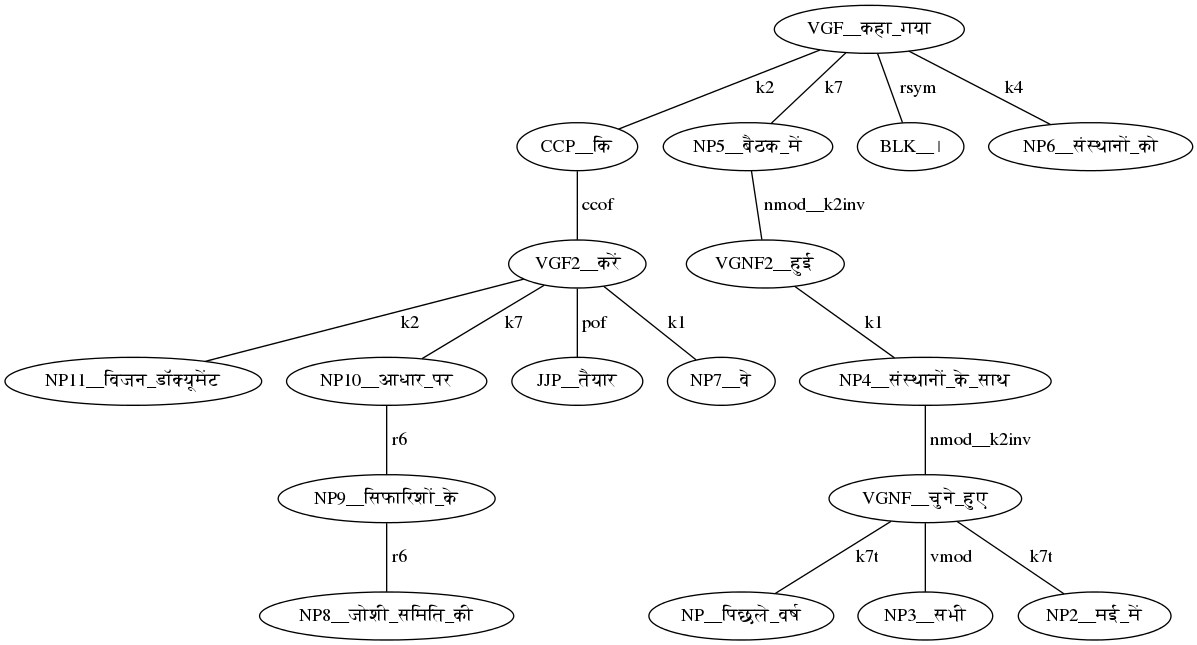 VGF__कहा_गया
k2 k7 rsym k4
CCP__कि NP5__बैठक_में BLK__। NP6__संस्थानों_को
ccof nmod__k2inv
VGF2__करें VGNF2__हुई
k2 k7 pof k1 k1
NP11__विजन_डॉक्यूमेंट NP10__आधार_पर JJP__तैयार NP7__वे NP4__संस्थानों_के_साथ
r6 nmod__k2inv
NP9__सिफारिशों_के VGNF__चुने_हुए
r6 k7t vmod k7t
NP8__जोशी_समिति_की NP__पिछले_वर्ष NP3__सभी NP2__मई_में